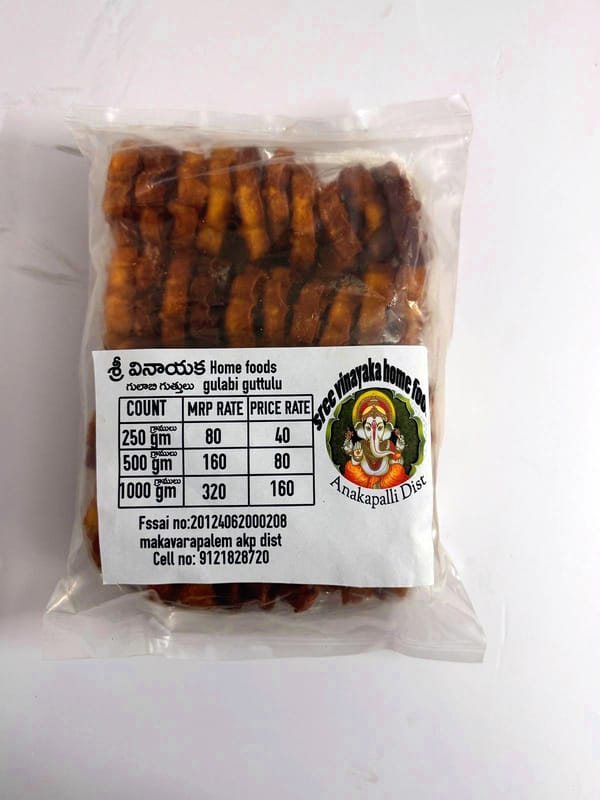 శ్రీ వినాయక Home foods
గులాబి గుత్తులు gulabi guttulu
COUNT MRP RATE PRICE RATE
250 గ్రాములు gm 80 40
500 గ్రాములు gm 160 80
1000 గ్రాములు gm 320 160
Fssai no:20124062000208
makavarapalem akp dist
Cell no: 9121828720
sree vinayaka home foo
Anakapalli Dist